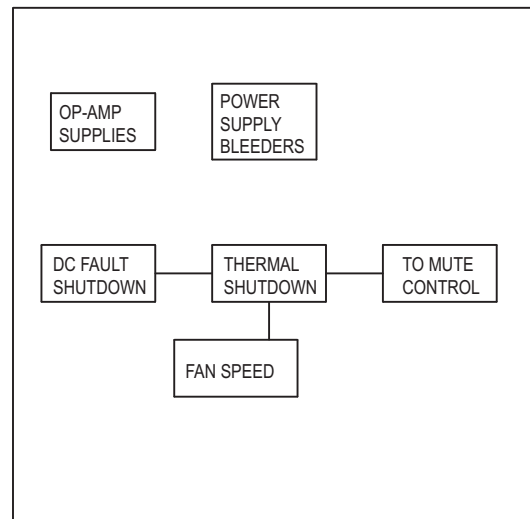 OP-AMP
SUPPLIES
POWER
SUPPLY
BLEEDERS
DC FAULT
SHUTDOWN
THERMAL
SHUTDOWN
TO MUTE
CONTROL
FAN SPEED